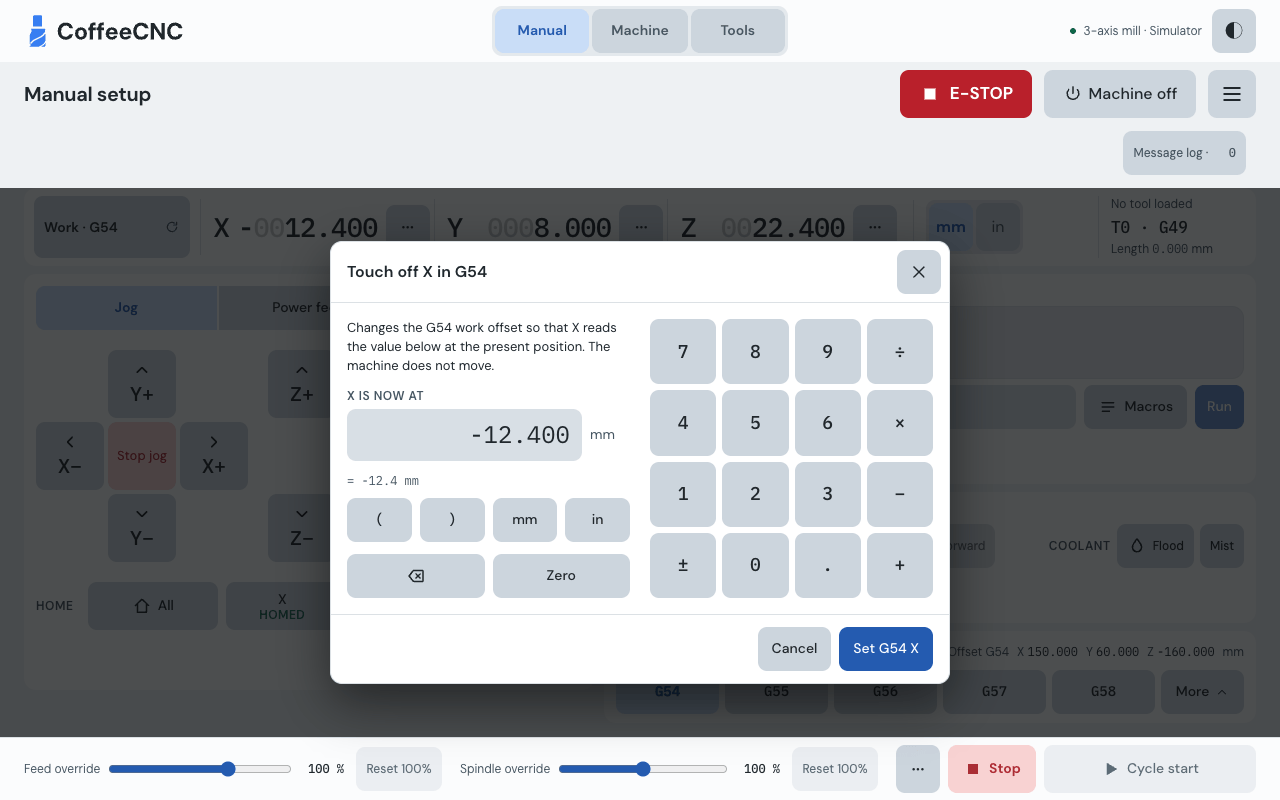 CoffeeCNC
Manual
Machine
Tools
3-axis mill · Simulator
Manual setup
E-STOP
Machine off
Message log · 0
Work · G54
X -0012.400 ···
Y 0008.000 ···
Z 0022.400 ···
mm
in
No tool loaded
T0 · G49
Length 0.000 mm
Jog
Power fe
Y+
Z+
X−
Stop jog
X+
Y−
Z−
HOME
All
X
HOMED
Macros
Run
rward
COOLANT
Flood
Mist
Offset G54 X 150.000 Y 60.000 Z -160.000 mm
G54
G55
G56
G57
G58
More
Touch off X in G54
Changes the G54 work offset so that X reads
the value below at the present position. The
machine does not move.
X IS NOW AT
-12.400 mm
= -12.4 mm
( ) mm in
Zero
7 8 9 ÷
4 5 6 ×
1 2 3 −
± 0 . +
Cancel
Set G54 X
Feed override
100 %
Reset 100%
Spindle override
100 %
Reset 100%
···
Stop
Cycle start